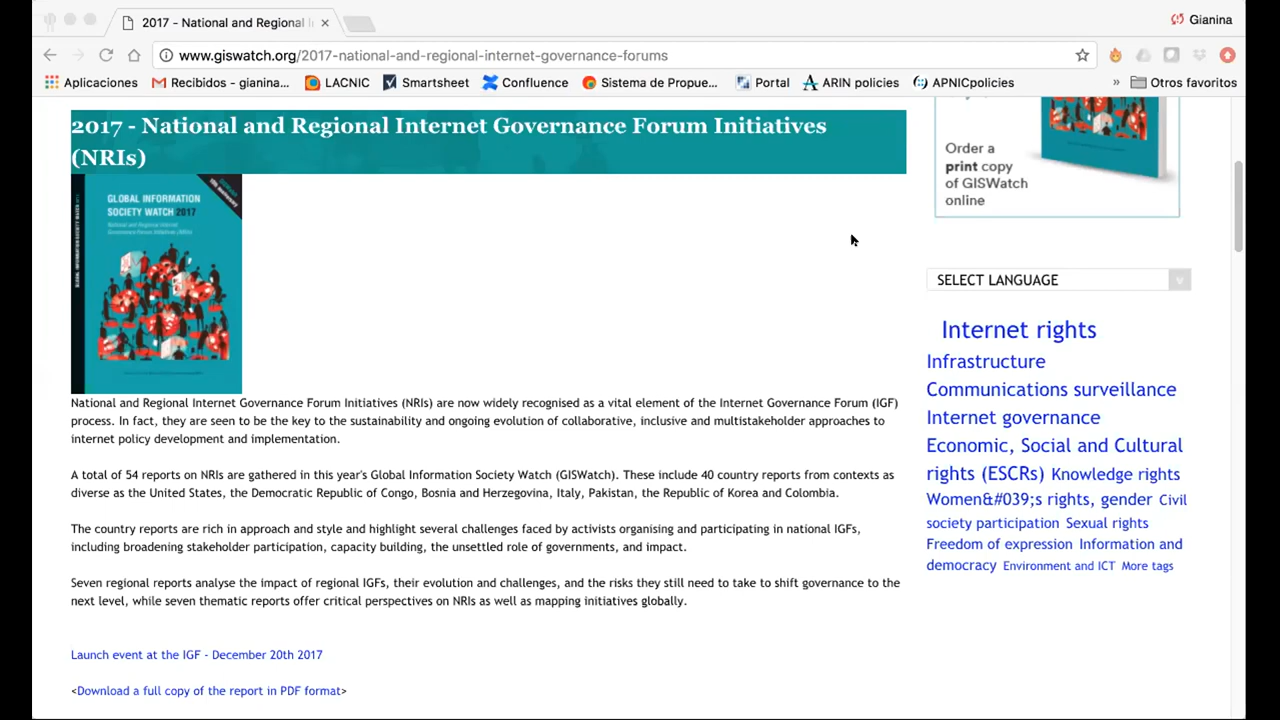 2017 - National and Regional I
Gianina
www.giswatch.org/2017-national-and-regional-internet-governance-forums
Aplicaciones
Recibidos - gianina...
LACNIC
Smartsheet
Confluence
Sistema de Propue...
Portal
ARIN policies
APNICpolicies
»
Otros favoritos
2017 - National and Regional Internet Governance Forum Initiatives
(NRIs)
GLOBAL INFORMATION
SOCIETY WATCH 2017
National and Regional Internet
Governance Forum Initiatives (NRIs)
National and Regional Internet Governance Forum Initiatives (NRIs) are now widely recognised as a vital element of the Internet Governance Forum (IGF)
process. In fact, they are seen to be the key to the sustainability and ongoing evolution of collaborative, inclusive and multistakeholder approaches to
internet policy development and implementation.
A total of 54 reports on NRIs are gathered in this year's Global Information Society Watch (GISWatch). These include 40 country reports from contexts as
diverse as the United States, the Democratic Republic of Congo, Bosnia and Herzegovina, Italy, Pakistan, the Republic of Korea and Colombia.
The country reports are rich in approach and style and highlight several challenges faced by activists organising and participating in national IGFs,
including broadening stakeholder participation, capacity building, the unsettled role of governments, and impact.
Seven regional reports analyse the impact of regional IGFs, their evolution and challenges, and the risks they still need to take to shift governance to the
next level, while seven thematic reports offer critical perspectives on NRIs as well as mapping initiatives globally.
Launch event at the IGF - December 20th 2017
<Download a full copy of the report in PDF format>
Order a
print copy
of GISWatch
online
SELECT LANGUAGE
Internet rights
Infrastructure
Communications surveillance
Internet governance
Economic, Social and Cultural
rights (ESCRs) Knowledge rights
Women&#039;s rights, gender Civil
society participation Sexual rights
Freedom of expression Information and
democracy Environment and ICT More tags